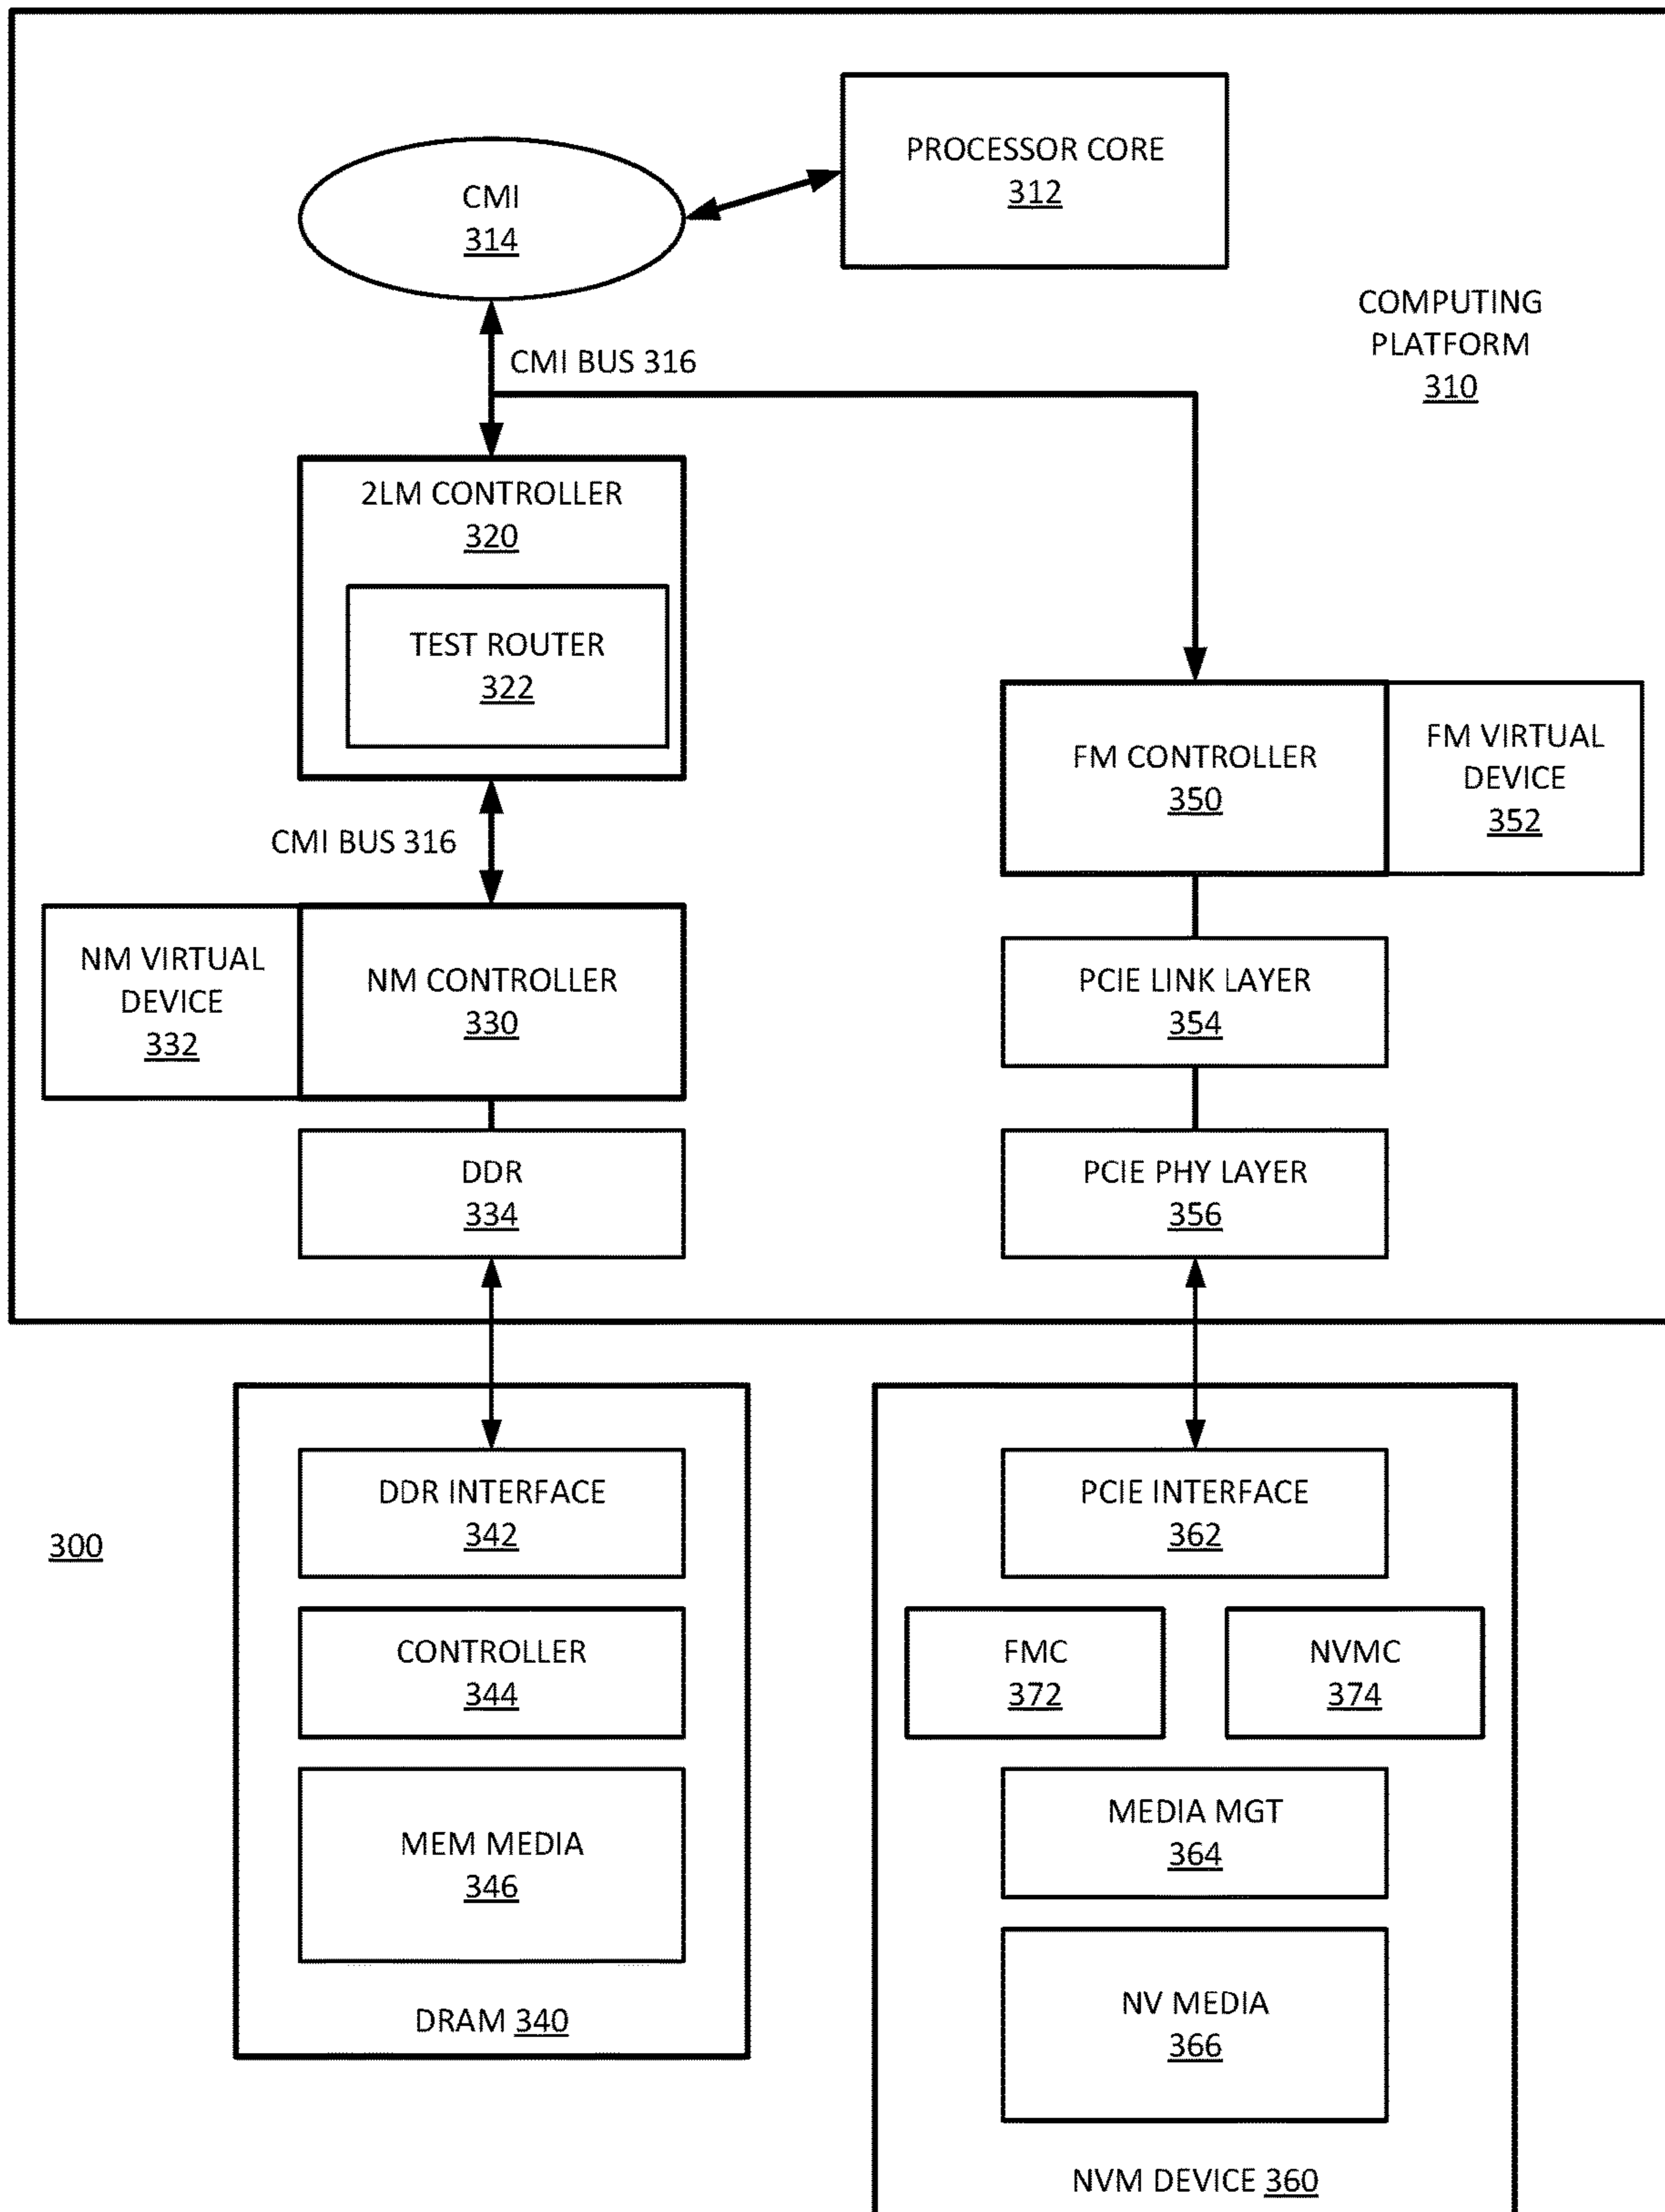 PROCESSOR CORE
312
CMI
314
COMPUTING
PLATFORM
310
CMI BUS 316
2LM CONTROLLER
320
TEST ROUTER
322
FM CONTROLLER
350
FM VIRTUAL
DEVICE
352
CMI BUS 316
NM VIRTUAL
DEVICE
332
NM CONTROLLER
330
PCIE LINK LAYER
354
DDR
334
PCIE PHY LAYER
356
300
DDR INTERFACE
342
CONTROLLER
344
MEM MEDIA
346
DRAM 340
PCIE INTERFACE
362
FMC
372
NVMC
374
MEDIA MGT
364
NV MEDIA
366
NVM DEVICE 360